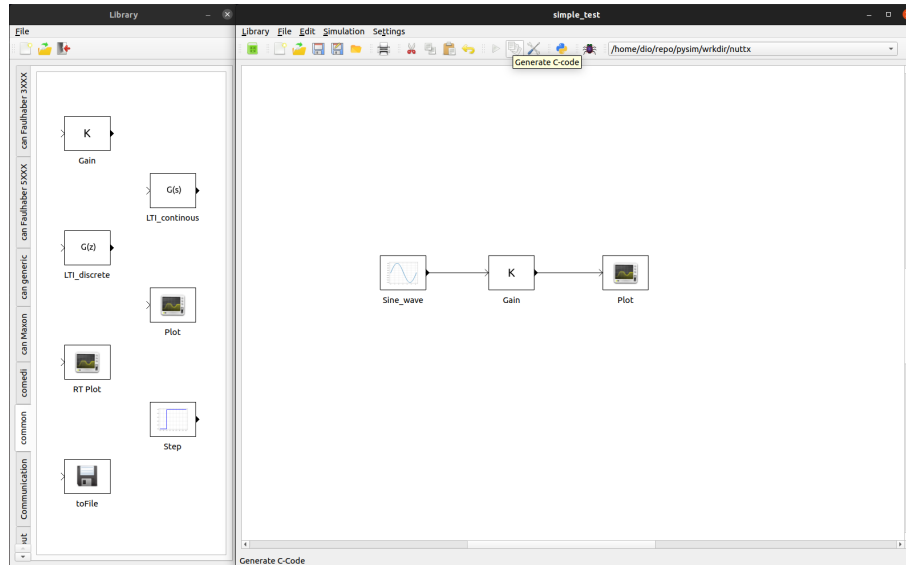 Library
File
can Faulhaber 3XXX
can Faulhaber 5XXX
can generic
can Maxon
comedi
common
Communication
K
Gain
G(s)
LTI_continous
G(z)
LTI_discrete
Plot
RT Plot
Step
toFile
simple_test
Library File Edit Simulation Settings
/home/dio/repo/pysim/wrkdir/nuttx
Generate C-code
Sine_wave
K
Gain
Plot
Generate C-Code